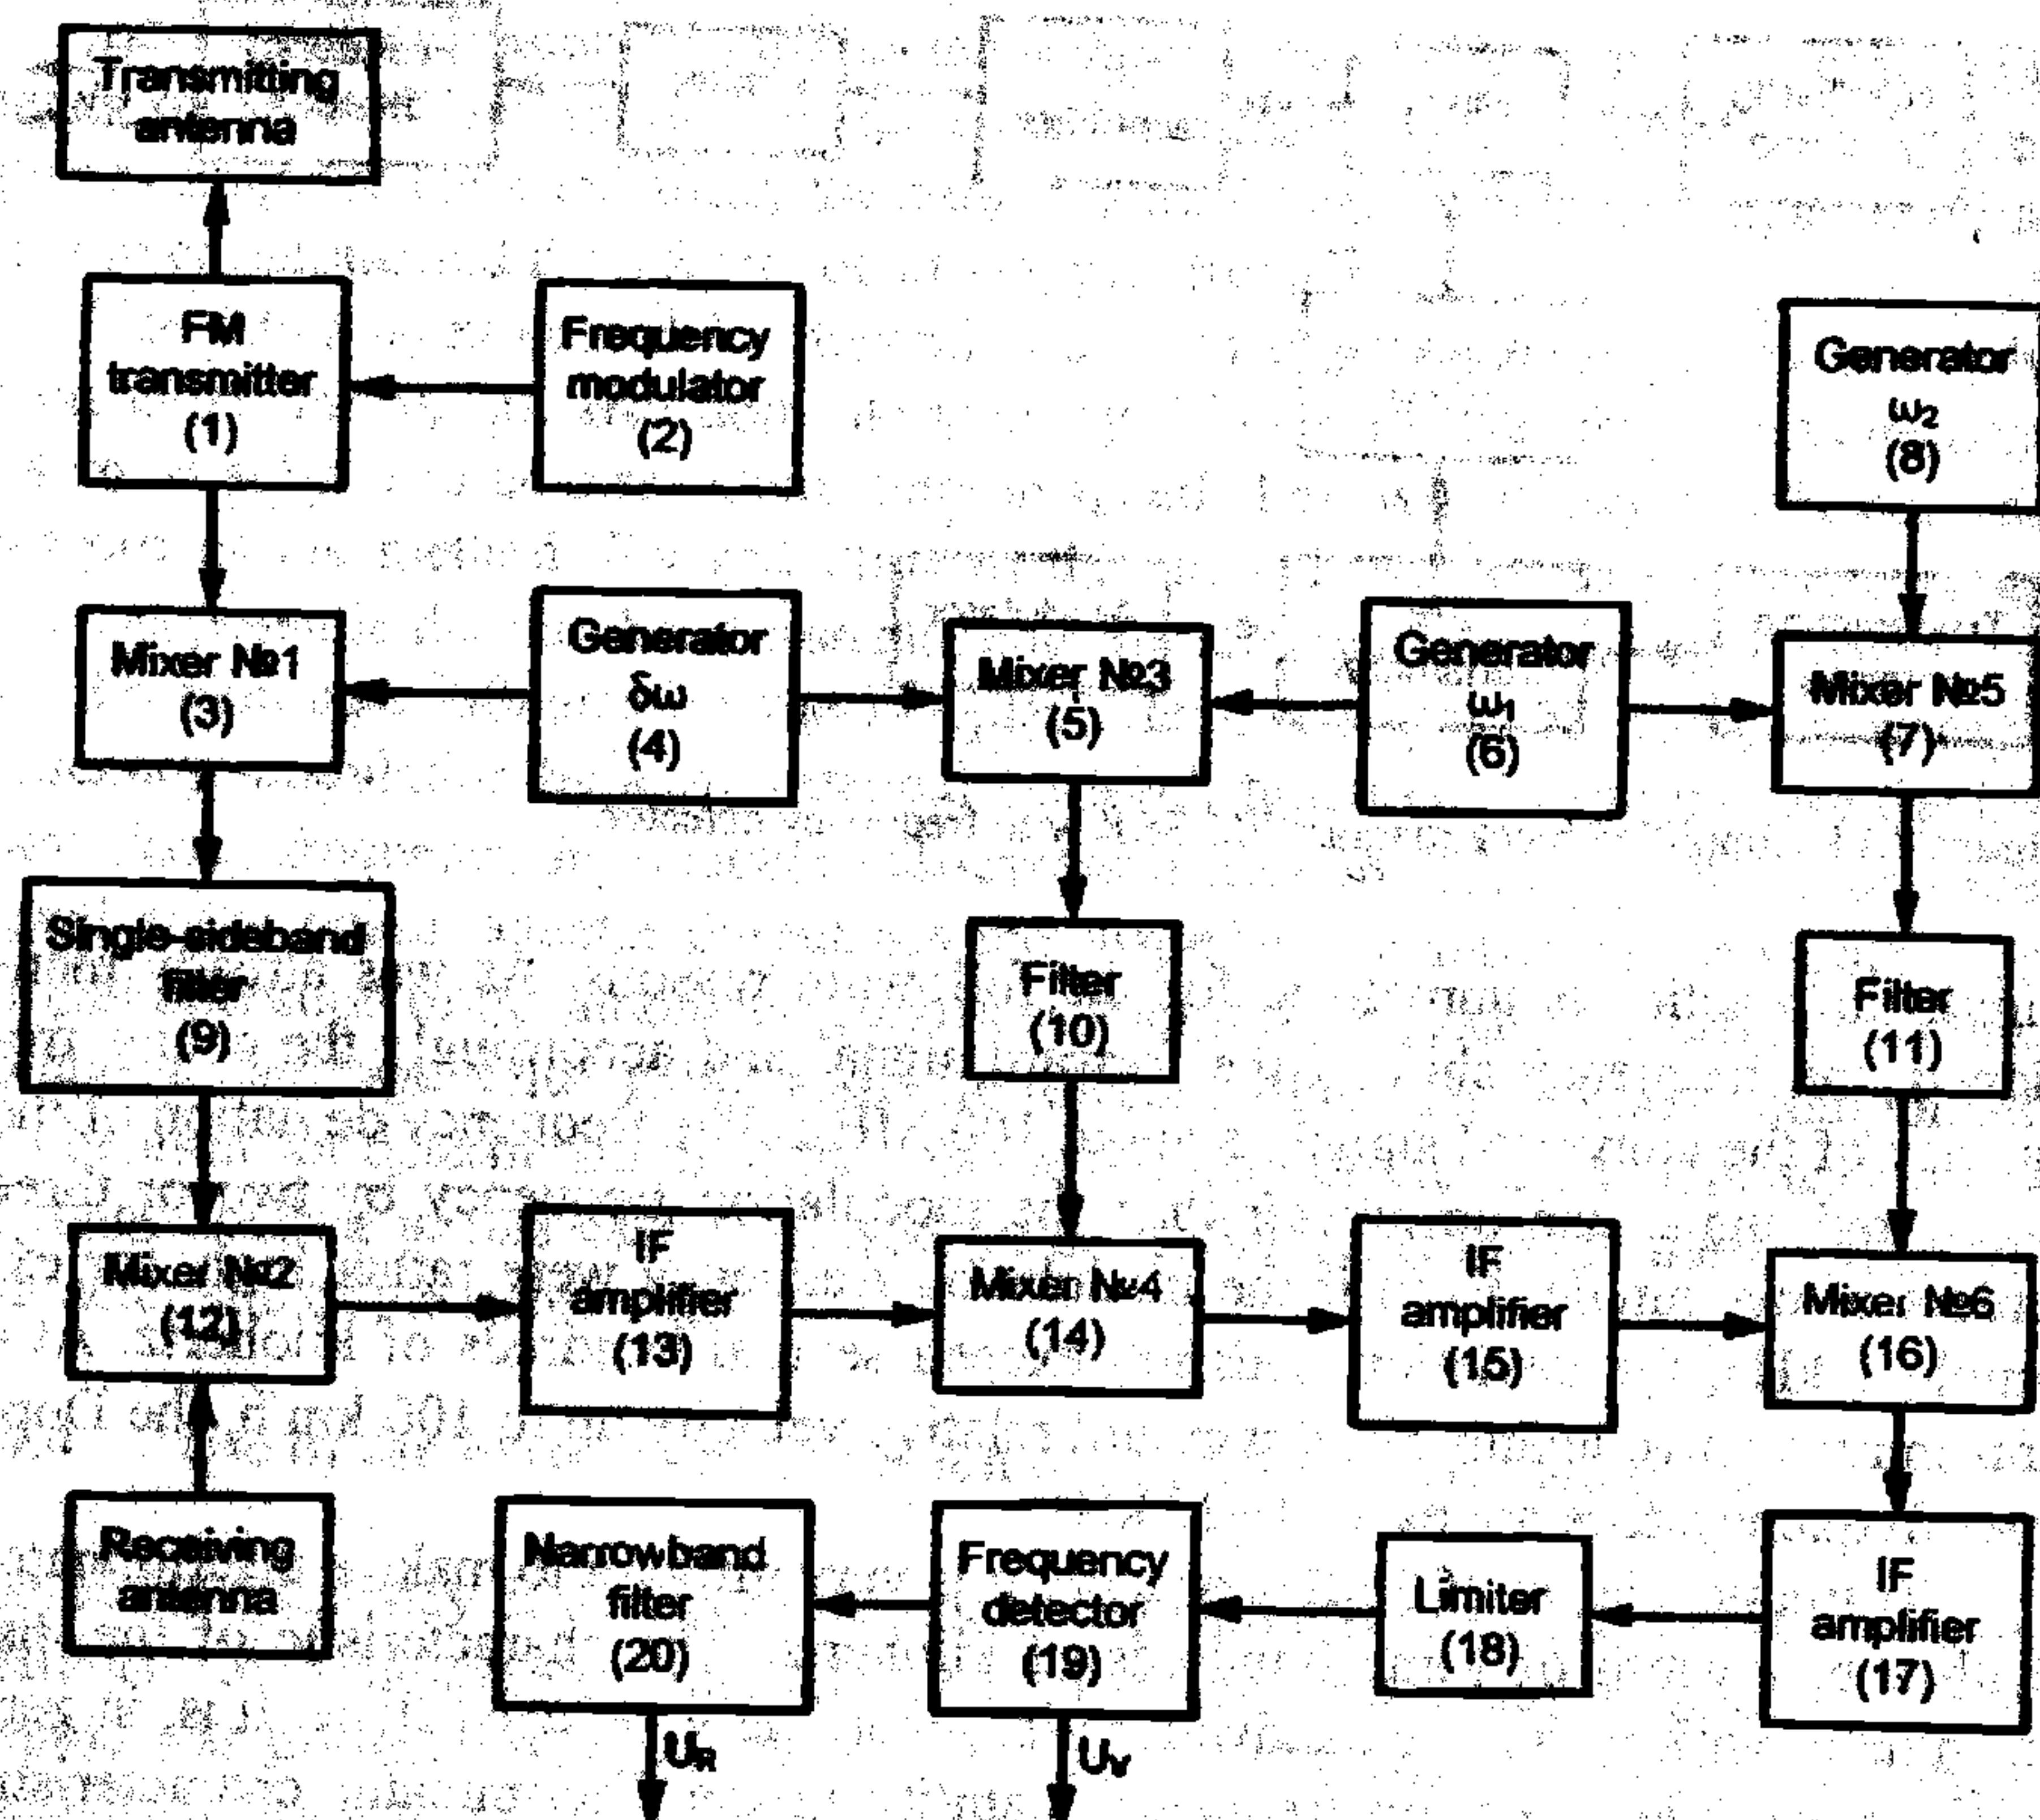 Transmitting
antenna
FM
transmitter
(1)
Frequency
modulator
(2)
Generator
ω₂
(8)
Mixer №1
(3)
Generator
δω
(4)
Mixer №3
(5)
Generator
ω₁
(6)
Mixer №5
(7)
Single-sideband
filter
(9)
Filter
(10)
Filter
(11)
Mixer №2
(12)
IF
amplifier
(13)
Mixer №4
(14)
IF
amplifier
(15)
Mixer №6
(16)
Receiving
antenna
Narrowband
filter
(20)
Frequency
detector
(19)
Limiter
(18)
IF
amplifier
(17)
U_R
U_V